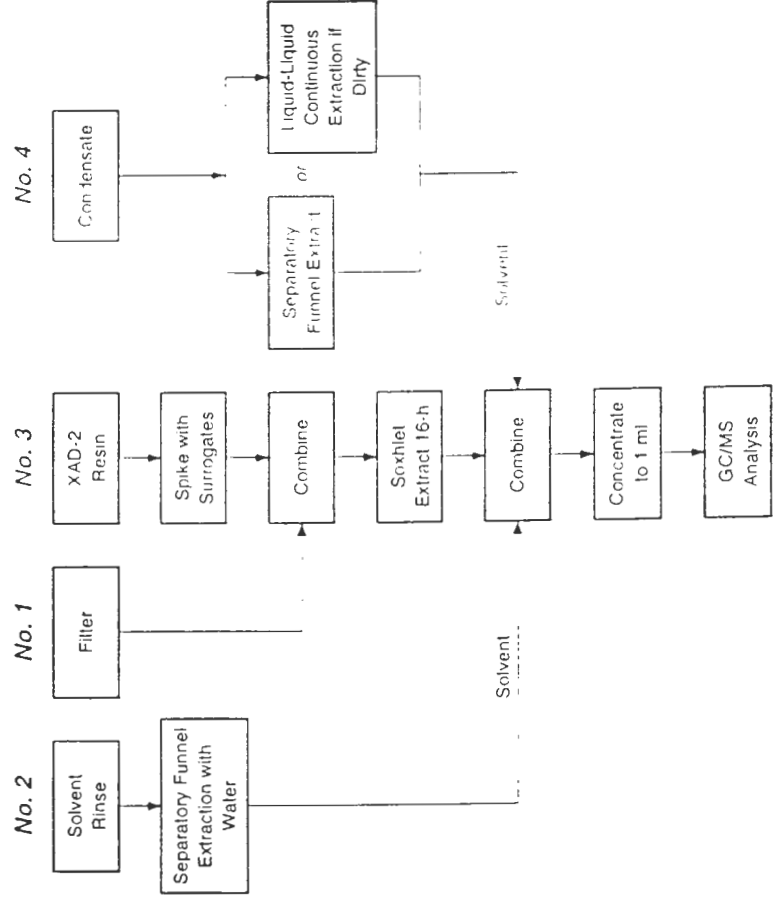 No. 2
No. 1
No. 3
No. 4
Solvent
Rinse
Filter
XAD-2
Resin
Condensate
Separatory Funnel
Extraction with
Water
Spike with
Surrogates
Combine
Separatory
Funnel Extract
or
Liquid-Liquid
Continuous
Extraction if
Dirty
Soxhlet
Extract 16-h
Solvent
Combine
Solvent
Concentrate
to 1 ml
GC/MS
Analysis